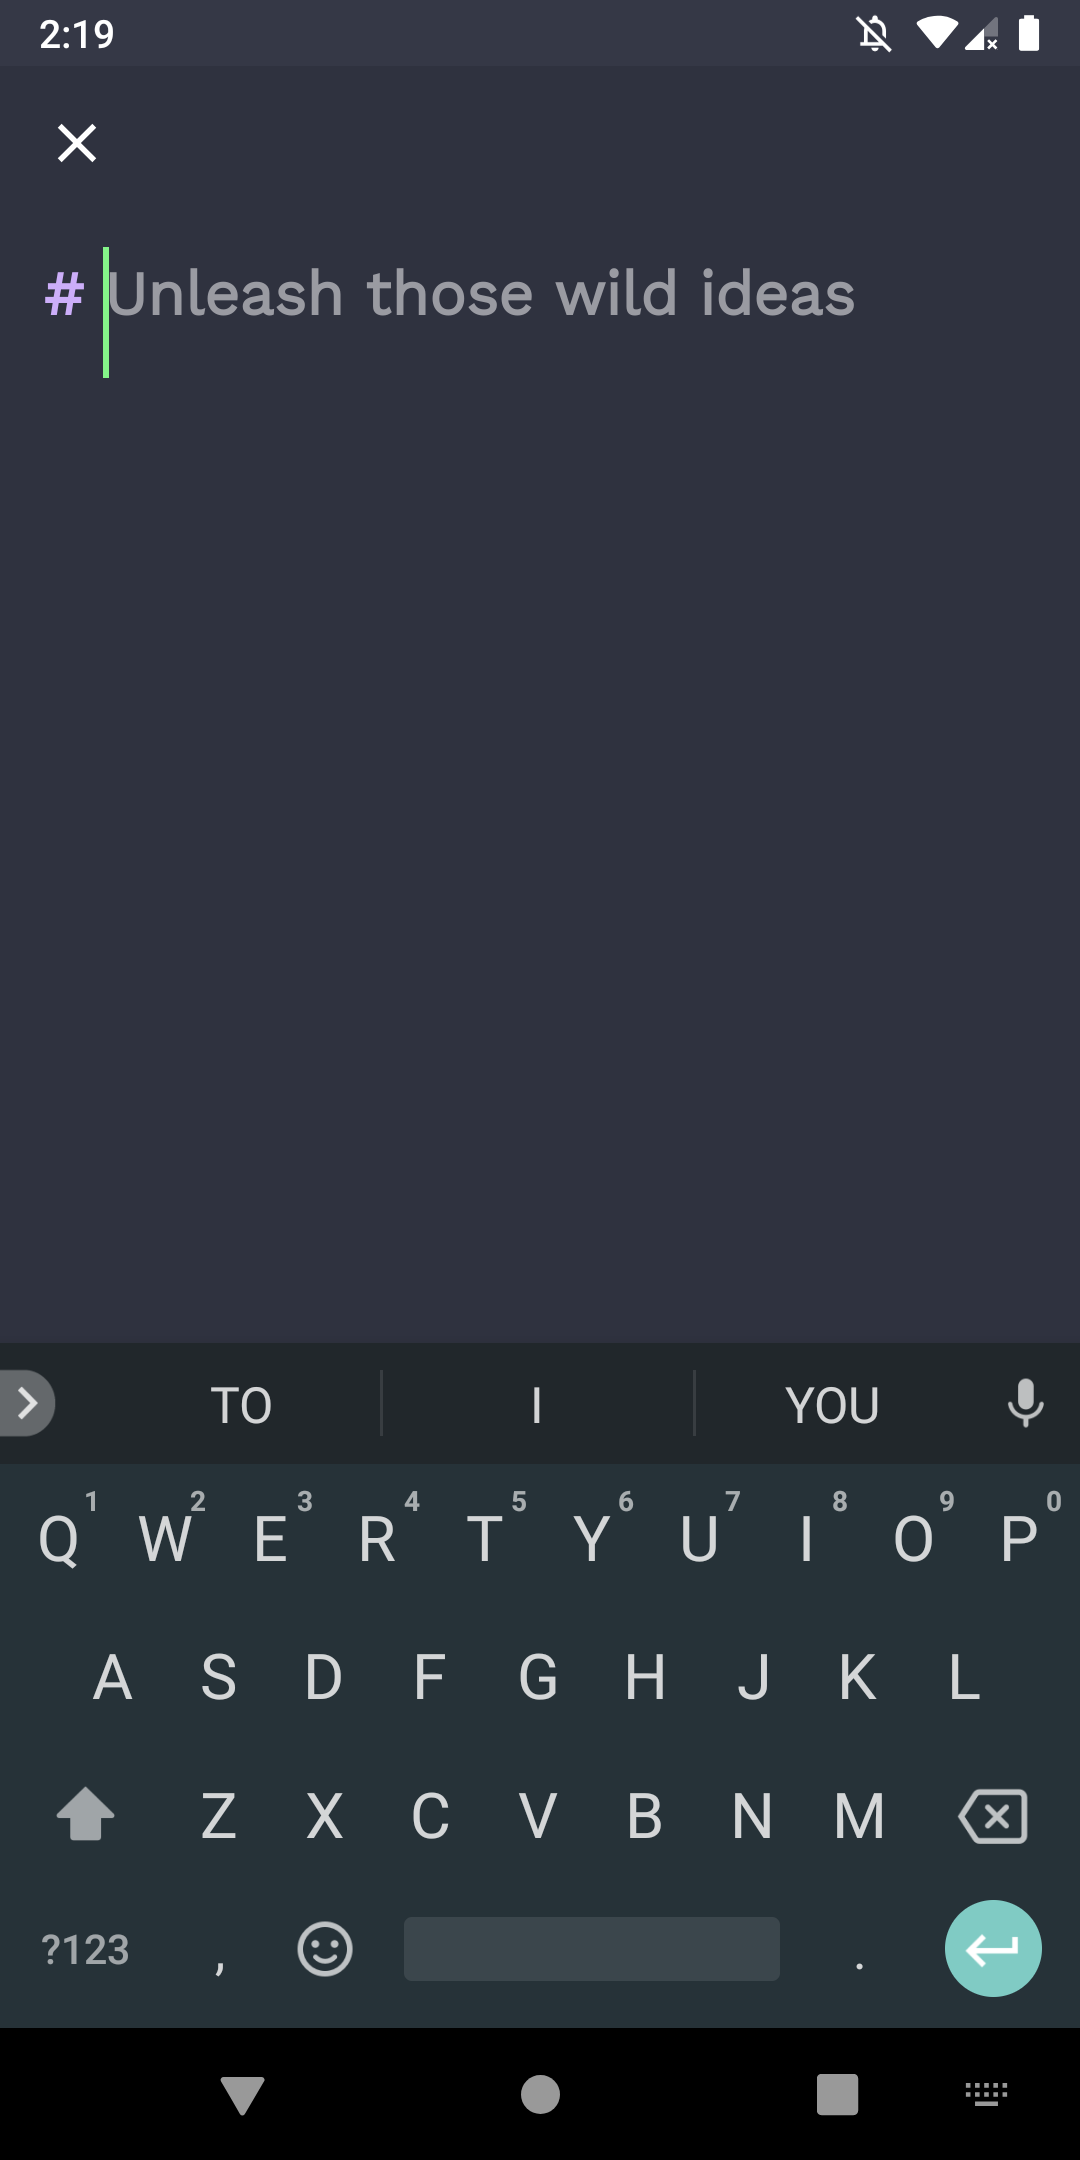 2:19
# Unleash those wild ideas
TO I YOU
1 2 3 4 5 6 7 8 9 0
Q W E R T Y U I O P
A S D F G H J K L
Z X C V B N M
?123 , .